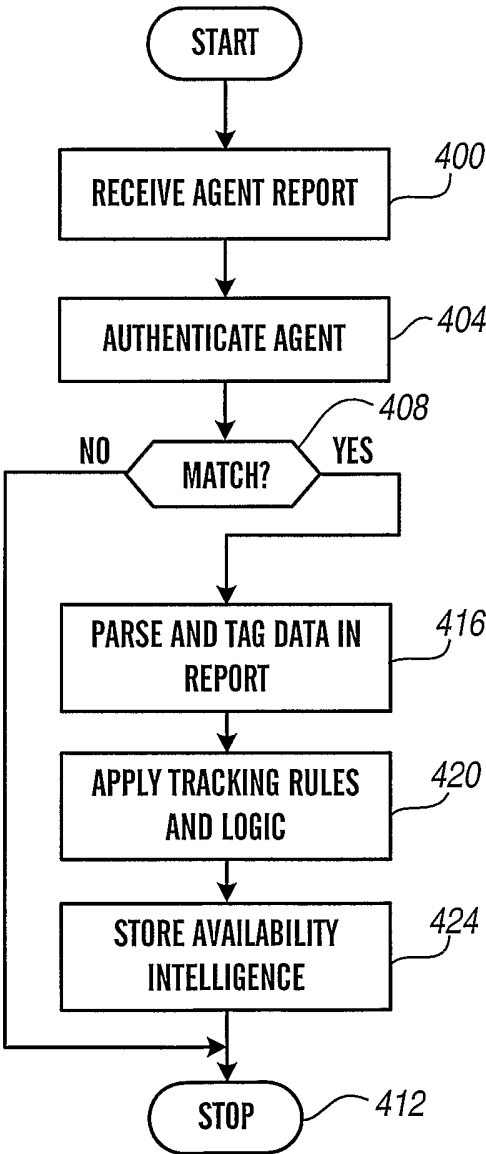 START
RECEIVE AGENT REPORT
400
AUTHENTICATE AGENT
404
408
NO
MATCH?
YES
PARSE AND TAG DATA IN
REPORT
416
APPLY TRACKING RULES
AND LOGIC
420
STORE AVAILABILITY
INTELLIGENCE
424
STOP
412